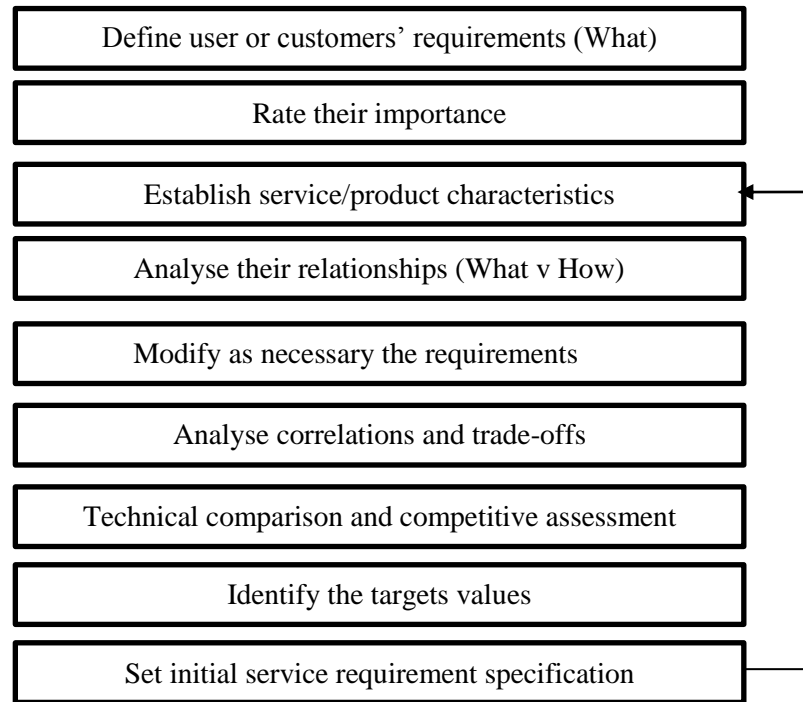 Define user or customers’ requirements (What)
Rate their importance
Establish service/product characteristics
Analyse their relationships (What v How)
Modify as necessary the requirements
Analyse correlations and trade-offs
Technical comparison and competitive assessment
Identify the targets values
Set initial service requirement specification